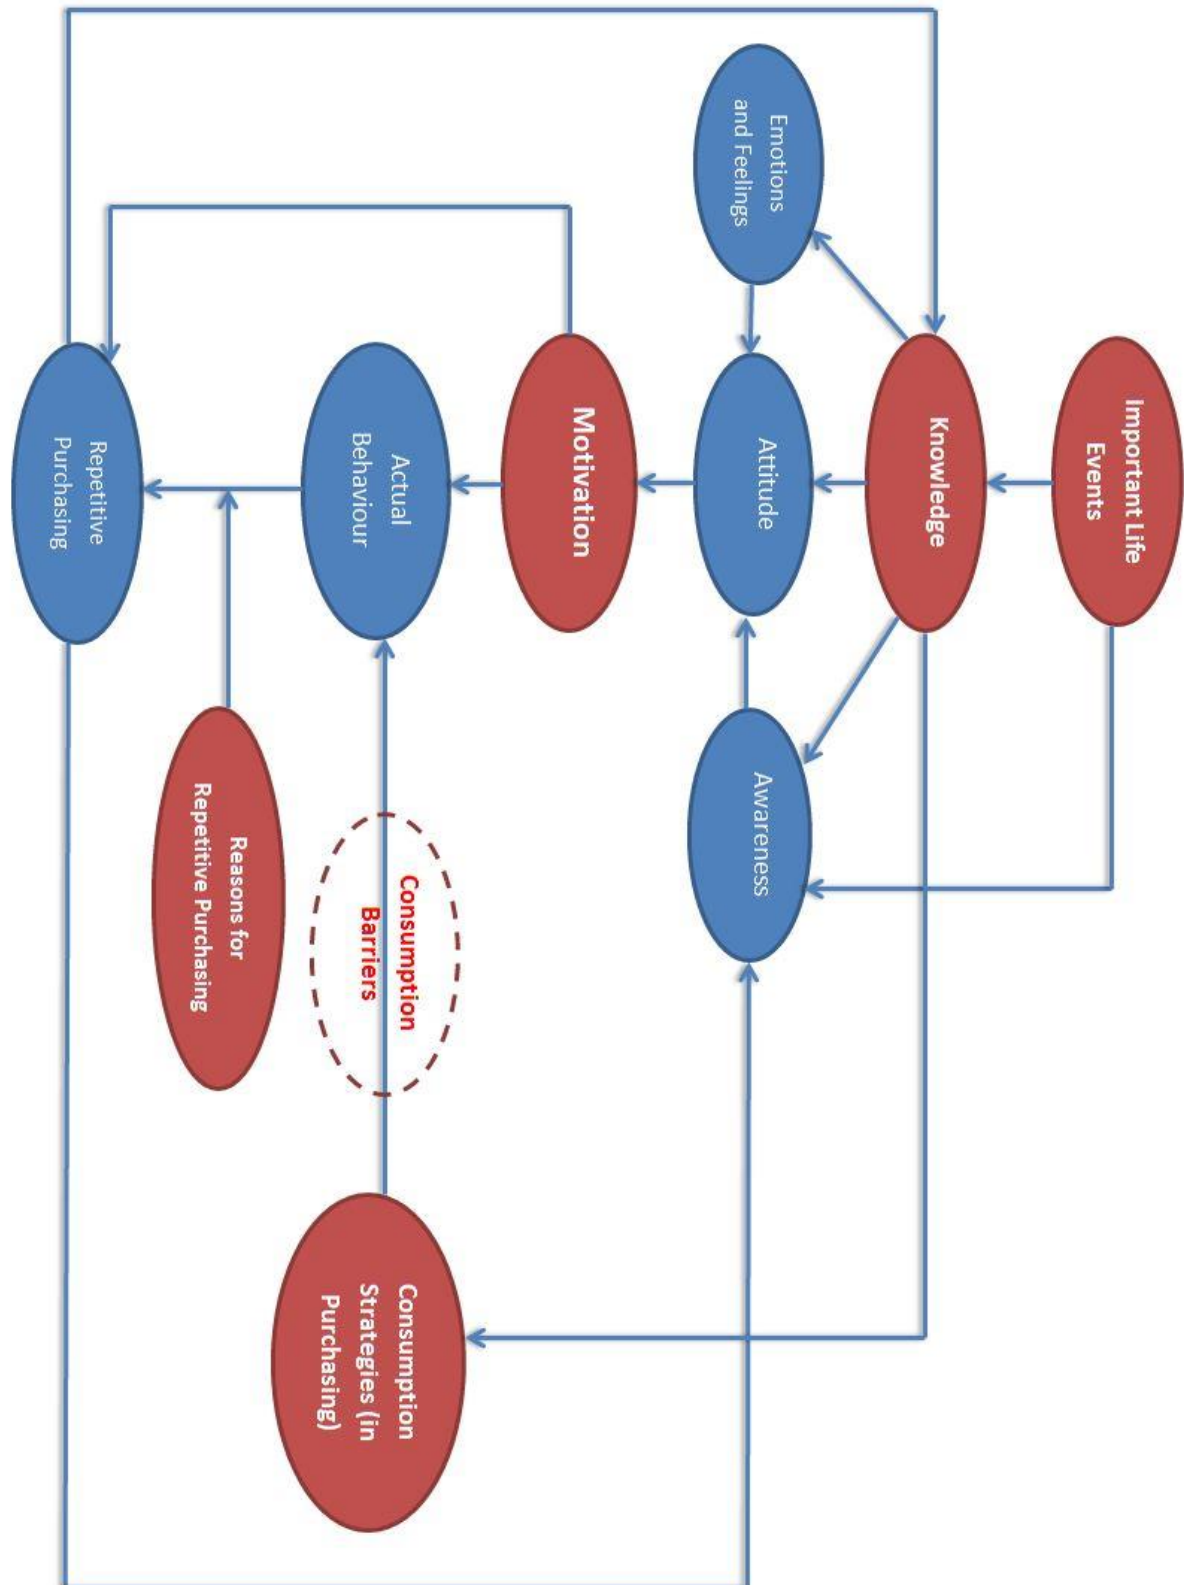 Important Life
Events
Knowledge
Emotions
and Feelings
Attitude
Awareness
Motivation
Actual
Behaviour
Consumption
Barriers
Consumption
Strategies (in
Purchasing)
Reasons for
Repetitive Purchasing
Repetitive
Purchasing